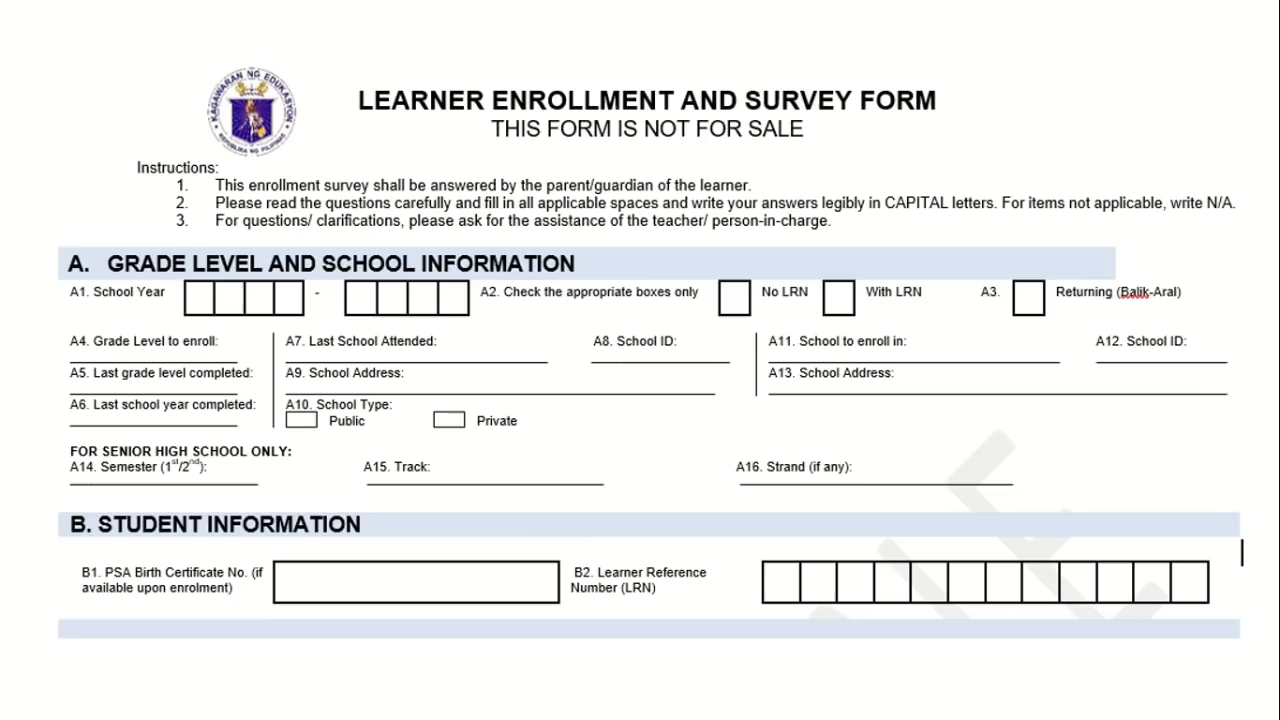 KAGAWARAN NG EDUKASYON
REPUBLIKA NG PILIPINAS
LEARNER ENROLLMENT AND SURVEY FORM
THIS FORM IS NOT FOR SALE
Instructions:
1. This enrollment survey shall be answered by the parent/guardian of the learner.
2. Please read the questions carefully and fill in all applicable spaces and write your answers legibly in CAPITAL letters. For items not applicable, write N/A.
3. For questions/ clarifications, please ask for the assistance of the teacher/ person-in-charge.
A. GRADE LEVEL AND SCHOOL INFORMATION
A1. School Year - A2. Check the appropriate boxes only No LRN With LRN A3. Returning (Balik-Aral)
A4. Grade Level to enroll: A7. Last School Attended: A8. School ID: A11. School to enroll in: A12. School ID:
A5. Last grade level completed: A9. School Address: A13. School Address:
A6. Last school year completed: A10. School Type:
Public Private
FOR SENIOR HIGH SCHOOL ONLY:
A14. Semester (1st/2nd): A15. Track: A16. Strand (if any):
B. STUDENT INFORMATION
B1. PSA Birth Certificate No. (if available upon enrolment)
B2. Learner Reference Number (LRN)